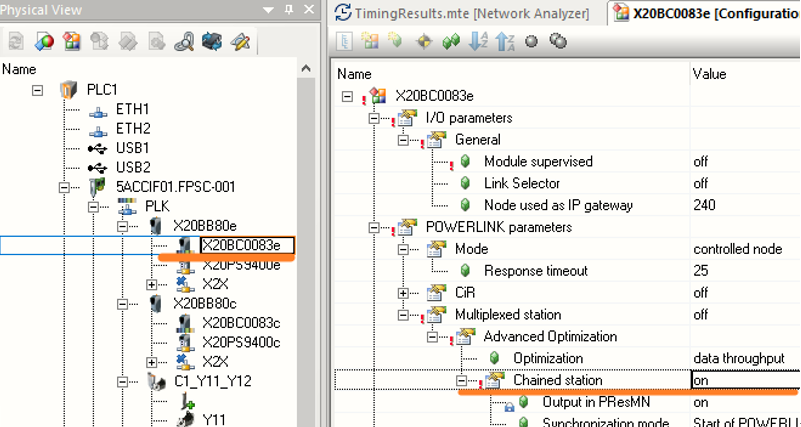 Physical View
TimingResults.mte [Network Analyzer]
X20BC0083e [Configuratio
Name
PLC1
ETH1
ETH2
USB1
USB2
5ACCIF01.FPSC-001
PLK
X20BB80e
X20BC0083e
X20PS9400e
X2X
X20BB80c
X20BC0083c
X20PS9400c
X2X
C1_Y11_Y12
Y11
Name Value
X20BC0083e
I/O parameters
General
Module supervised off
Link Selector off
Node used as IP gateway 240
POWERLINK parameters
Mode controlled node
Response timeout 25
CiR off
Multiplexed station off
Advanced Optimization
Optimization data throughput
Chained station on
Output in PResMN on
Synchronization mode Start of POWERLI